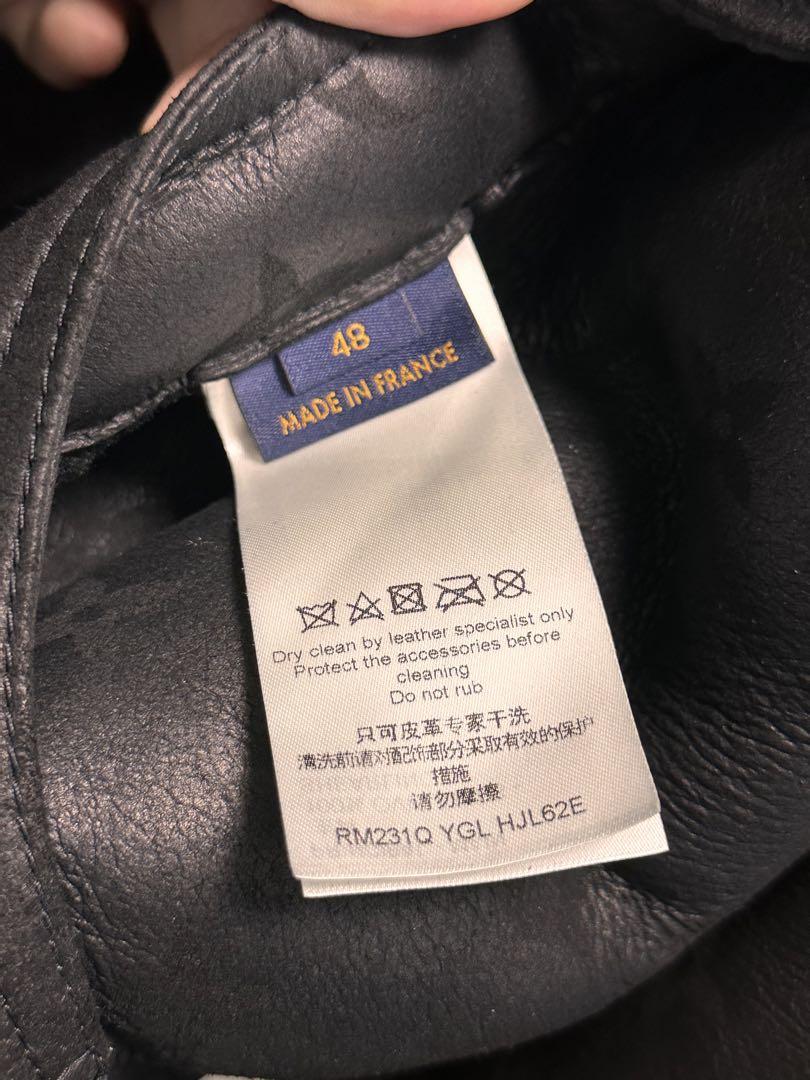 48
MADE IN FRANCE
Dry clean by leather specialist only
Protect the accessories before
cleaning
Do not rub
只可皮革专家干洗
清洗前请对配饰部分采取有效的保护
措施
请勿摩擦
RM231Q YGL HJL62E